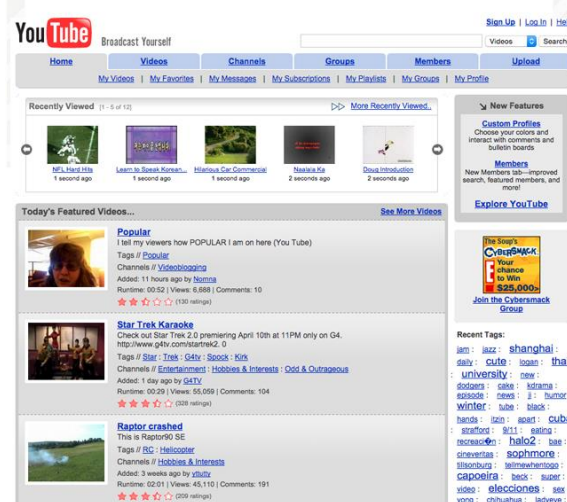 Sign Up | Log In | Hel
YouTube
Broadcast Yourself
Videos Search
Home Videos Channels Groups Members Upload
My Videos | My Favorites | My Messages | My Subscriptions | My Playlists | My Groups | My Profile
Recently Viewed [1 - 5 of 12] More Recently Viewed..
NFL Hard Hits
1 second ago
Learn to Speak Korean...
1 second ago
Hilarious Car Commercial
1 second ago
Naalaia Ka
2 seconds ago
Doug Introduction
2 seconds ago
New Features
Custom Profiles
Choose your colors and
interact with comments and
bulletin boards
Members
New Members tab—improved
search, featured members, and
more!
Explore YouTube
Today's Featured Videos... See More Videos
Popular
I tell my viewers how POPULAR I am on here (You Tube)
Tags // Popular
Channels // Videoblogging
Added: 11 hours ago by Nornna
Runtime: 00:52 | Views: 6,688 | Comments: 10
(130 ratings)
Star Trek Karaoke
Check out Star Trek 2.0 premiering April 10th at 11PM only on G4.
http://www.g4tv.com/startrek2. 0
Tags // Star : Trek : G4tv : Spock : Kirk
Channels // Entertainment : Hobbies & Interests : Odd & Outrageous
Added: 1 day ago by G4TV
Runtime: 00:29 | Views: 55,059 | Comments: 104
(328 ratings)
Raptor crashed
This is Raptor90 SE
Tags // RC : Helicopter
Channels // Hobbies & Interests
Added: 3 weeks ago by
Runtime: 02:01 | Views: 45,110 | Comments: 191
(209 ratings)
The Soup's
CYBERSMACK
Your
chance
to Win
$25,000>
Join the Cybersmack
Group
Recent Tags:
jam : jazz : shanghai :
daily : cute : logan : tha
: university : new :
dodgers : cake : kdrama :
episode : news : ji : humor
winter : tube : black :
hands : itzin : apart : cuba
: strafford : 9/11 : eating :
recreaci�n : halo2 : bae :
cineveritas : sophmore :
tillsonburg : tellmewhentogo :
capoeira : beck : super :
video : elecciones : sex
yong : chihuahua : ladyeve :